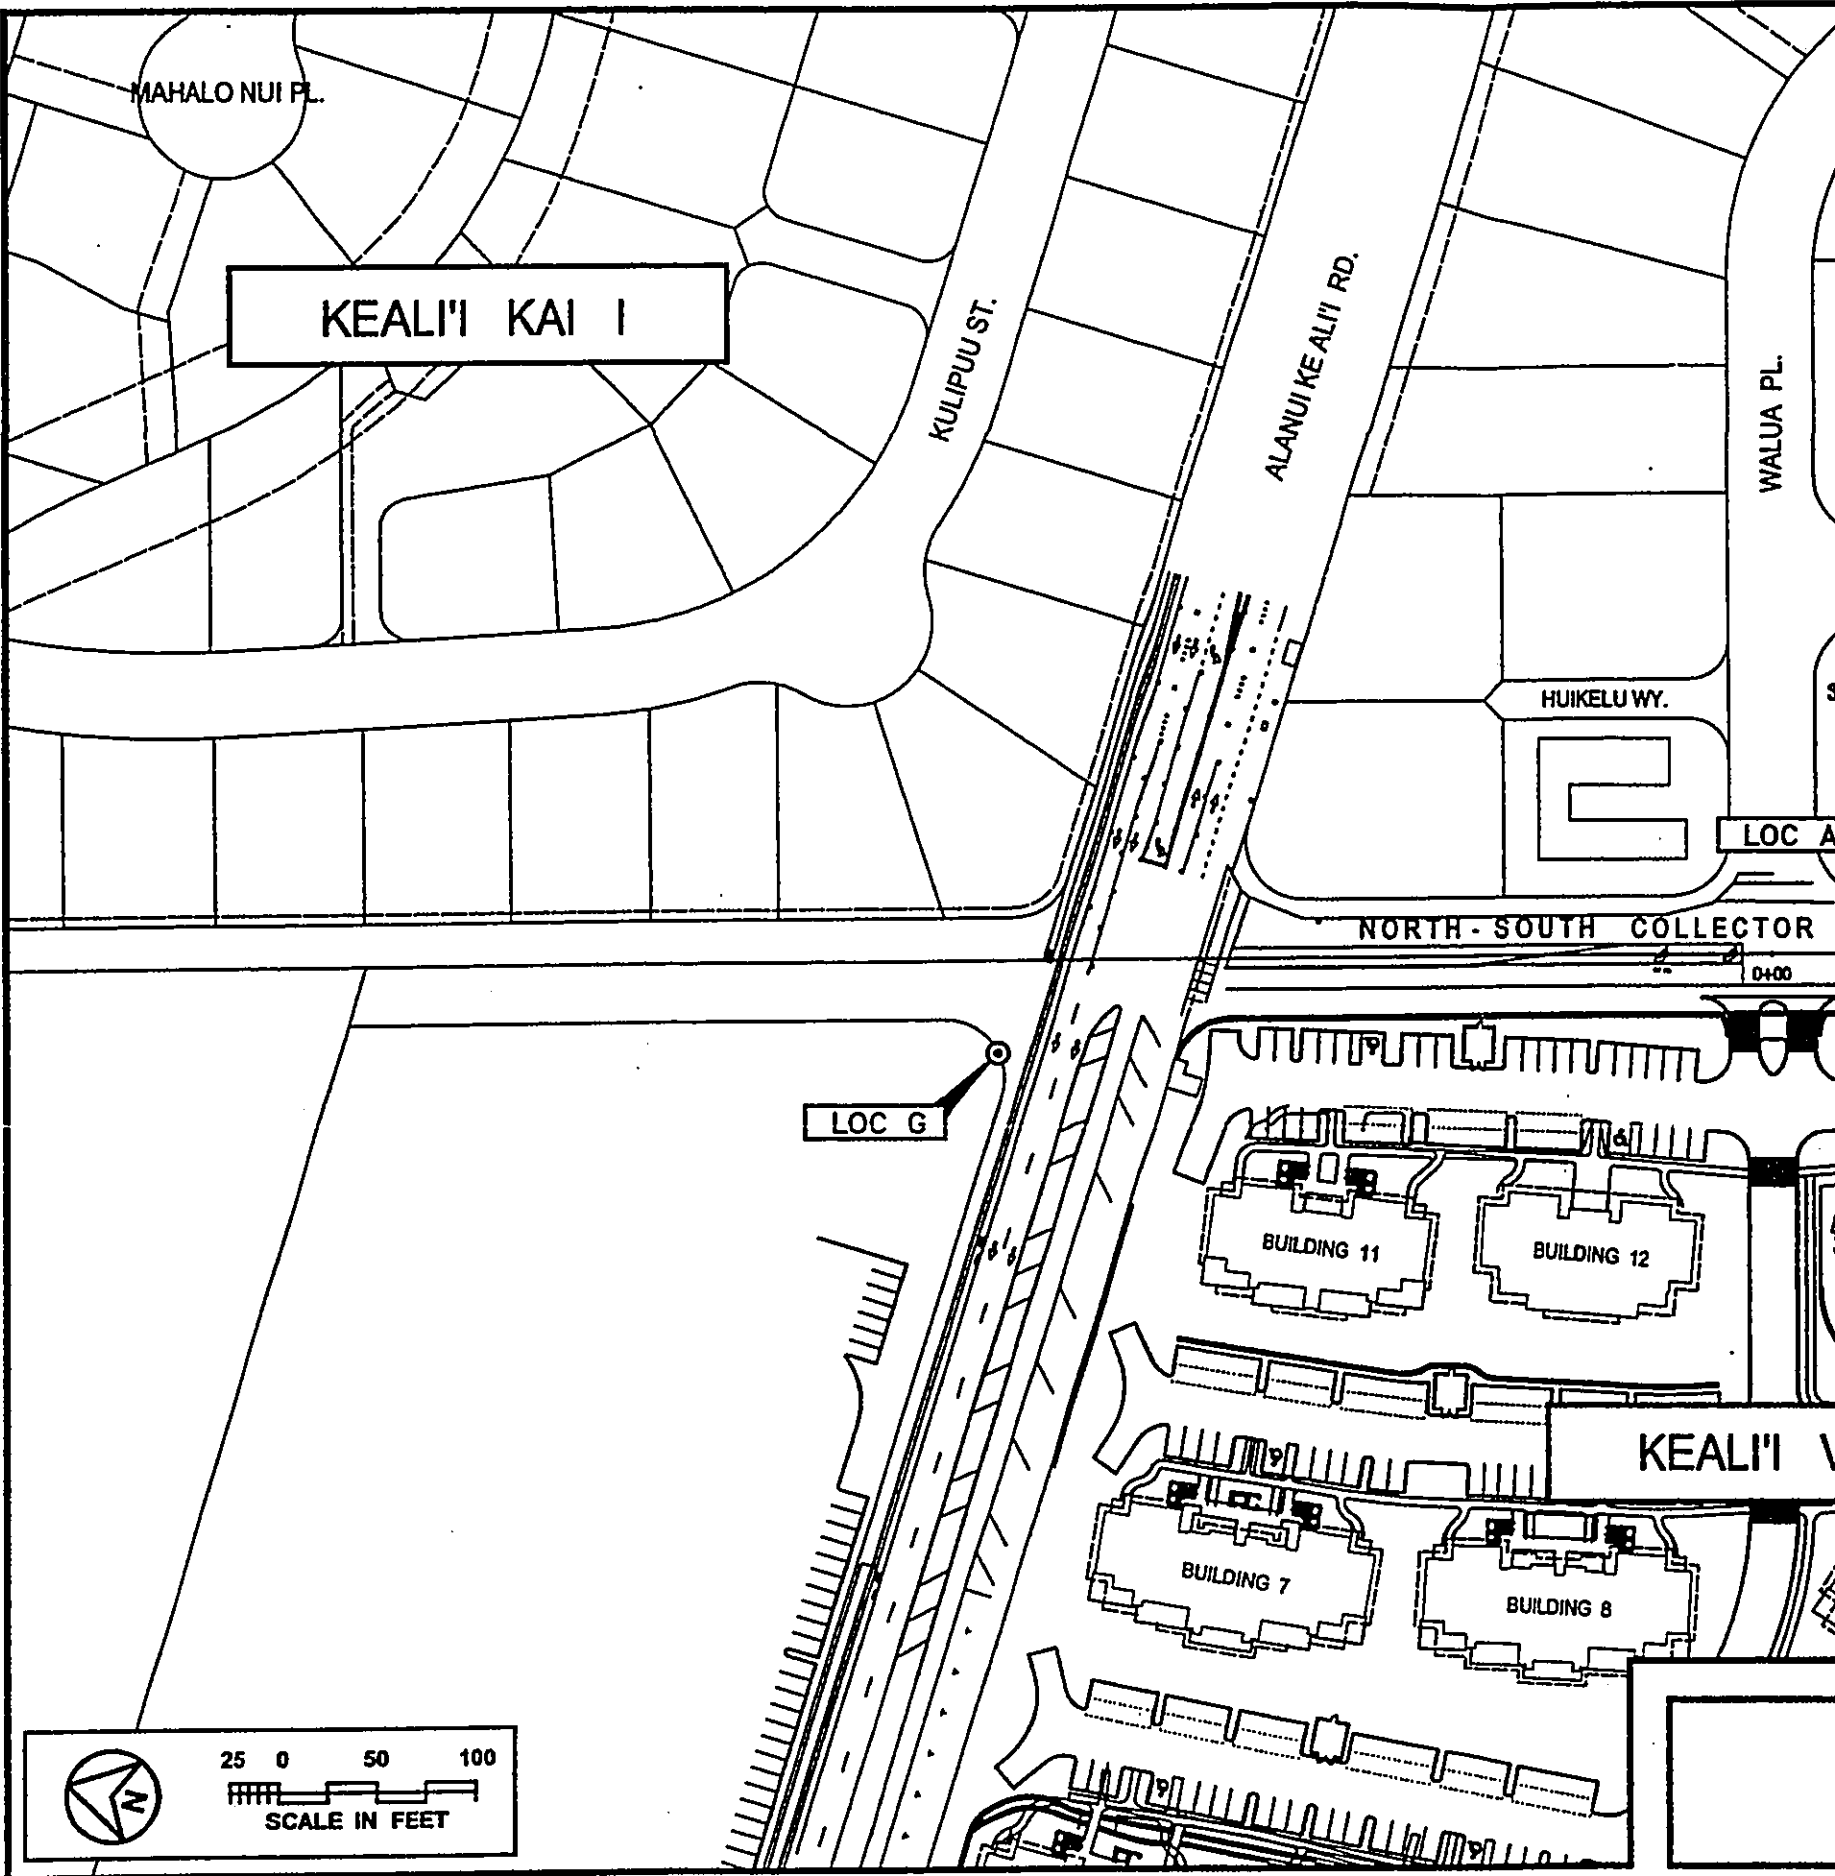 MAHALO NUI PL.
KEALI'I KAI I
KULIPUU ST.
ALANUI KE ALI'I RD.
WALUA PL.
HUIKELU WY.
LOC A
NORTH - SOUTH COLLECTOR
0+00
LOC G
BUILDING 11
BUILDING 12
KEALI'I
BUILDING 7
BUILDING 8
N
25 0 50 100
SCALE IN FEET